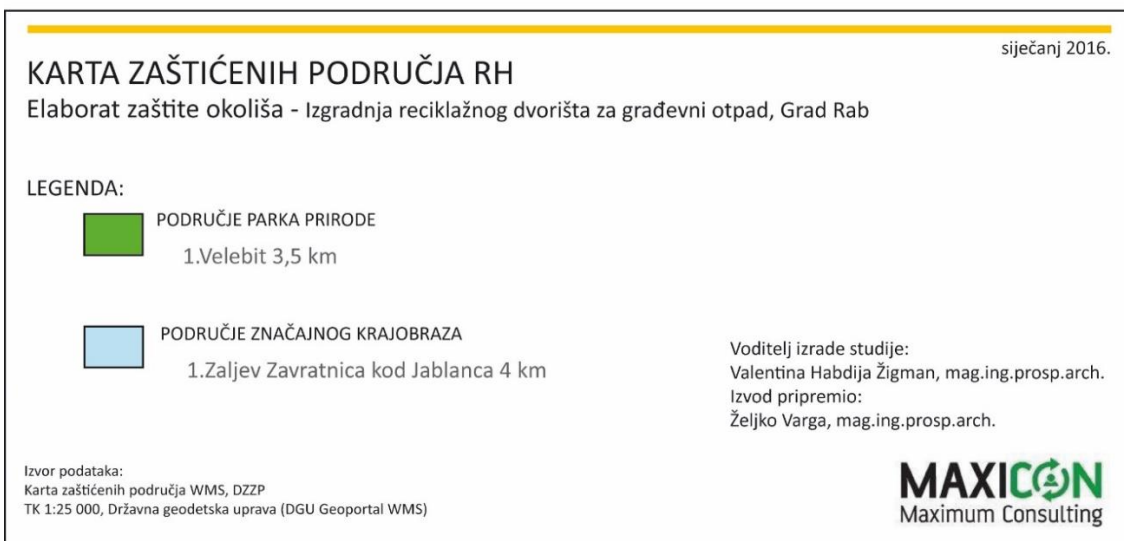 siječanj 2016.
KARTA ZAŠTIĆENIH PODRUČJA RH
Elaborat zaštite okoliša - Izgradnja reciklažnog dvorišta za građevni otpad, Grad Rab
LEGENDA:
PODRUČJE PARKA PRIRODE
1.Velebit 3,5 km
PODRUČJE ZNAČAJNOG KRAJOBRAZA
1.Zaljev Zavratnica kod Jablanca 4 km
Voditelj izrade studije:
Valentina Habdija Žigman, mag.ing.prosp.arch.
Izvod pripremio:
Željko Varga, mag.ing.prosp.arch.
Izvor podataka:
Karta zaštićenih područja WMS, DZZP
TK 1:25 000, Državna geodetska uprava (DGU Geoportal WMS)
MAXICON
Maximum Consulting